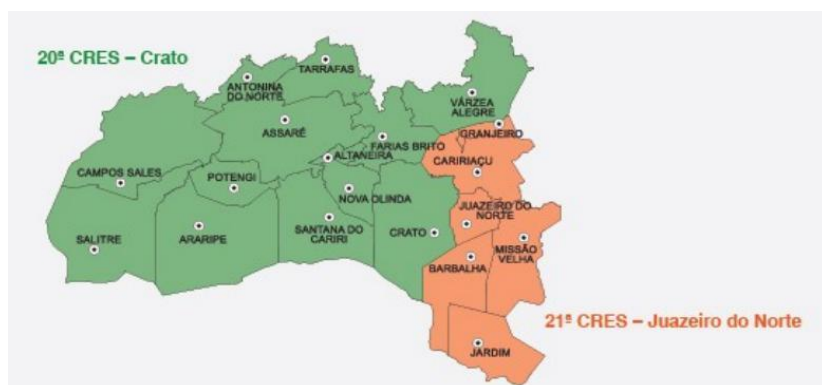 20ª CRES – Crato
TARRAFAS
ANTONINA
DO NORTE
VÁRZEA
ALEGRE
ASSARÉ
GRANJEIRO
FARIAS BRITO
ALTANEIRA
CARIRIAÇU
CAMPOS SALES
POTENGI
NOVA OLINDA
JUAZEIRO DO
NORTE
SANTANA DO
CARIRI
CRATO
SALITRE
ARARIPE
MISSÃO
VELHA
BARBALHA
21ª CRES – Juazeiro do Norte
JARDIM